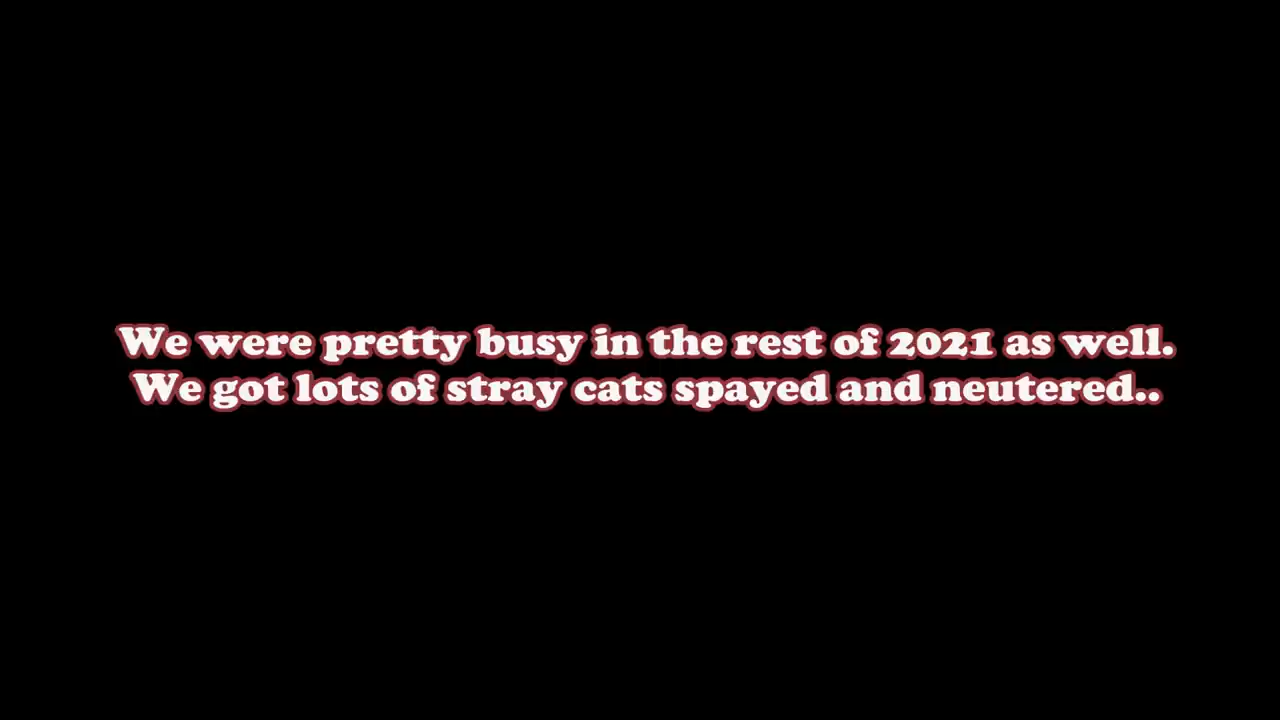 We were pretty busy in the rest of 2021 as well.
We got lots of stray cats spayed and neutered..